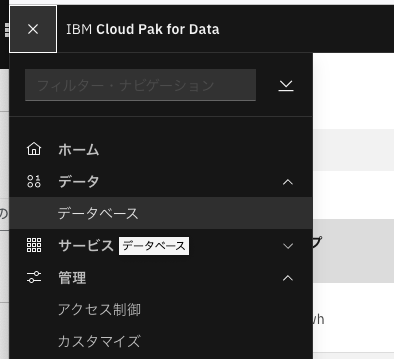 IBM Cloud Pak for Data
フィルター・ナビゲーション
ホーム
データ
データベース
サービス データベース
管理
アクセス制御
カスタマイズ
の
プ
wh